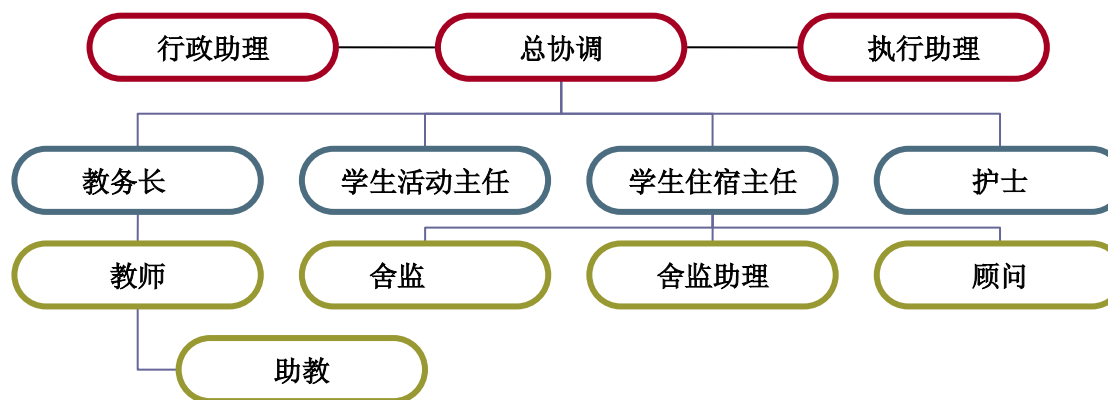 行政助理
总协调
执行助理
教务长
学生活动主任
学生住宿主任
护士
教师
舍监
舍监助理
顾问
助教